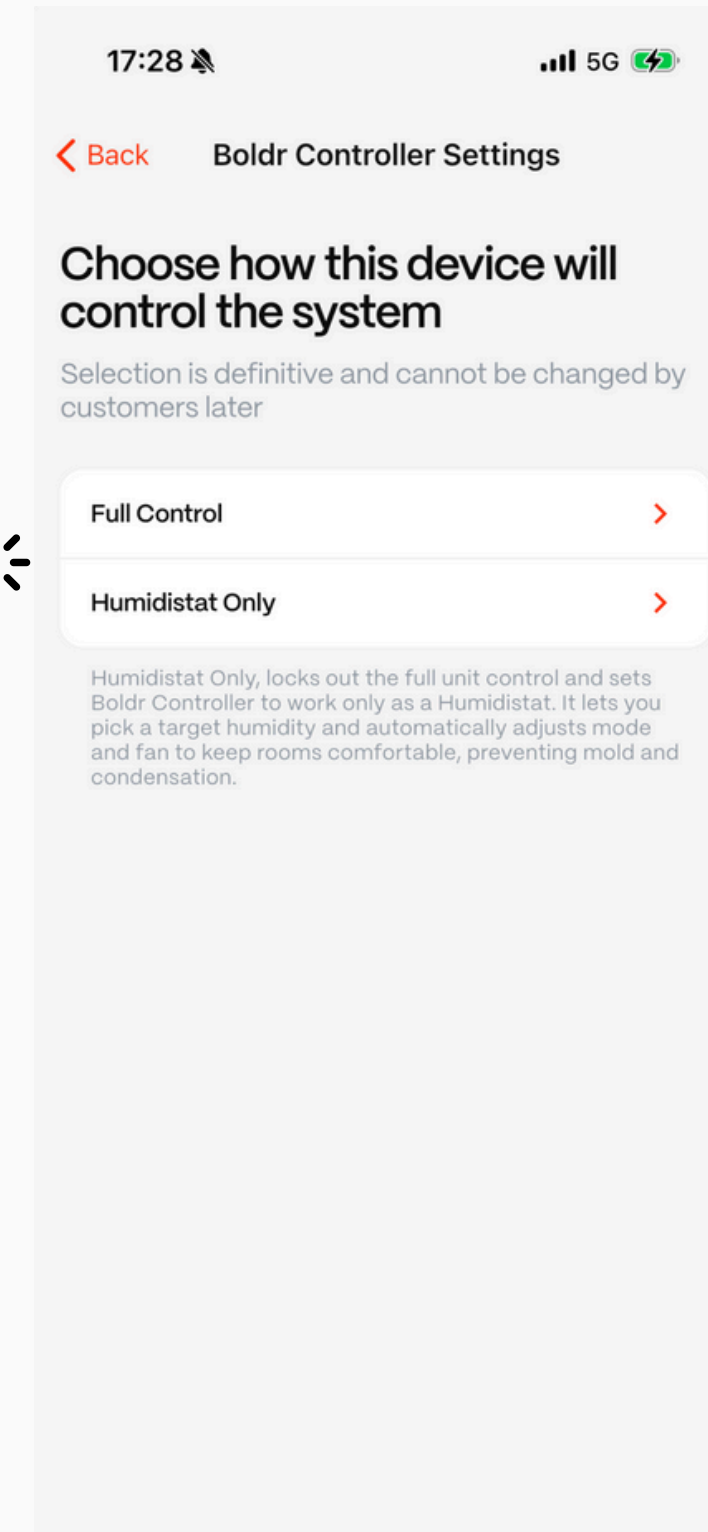 17:28
5G
Back
Boldr Controller Settings
Choose how this device will
control the system
Selection is definitive and cannot be changed by
customers later
Full Control
Humidistat Only
Humidistat Only, locks out the full unit control and sets
Boldr Controller to work only as a Humidistat. It lets you
pick a target humidity and automatically adjusts mode
and fan to keep rooms comfortable, preventing mold and
condensation.